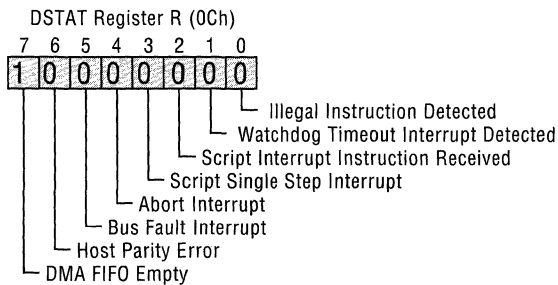 DSTAT Register R (0Ch)
7 6 5 4 3 2 1 0
1 0 0 0 0 0 0 0
Illegal Instruction Detected
Watchdog Timeout Interrupt Detected
Script Interrupt Instruction Received
Script Single Step Interrupt
Abort Interrupt
Bus Fault Interrupt
Host Parity Error
DMA FIFO Empty